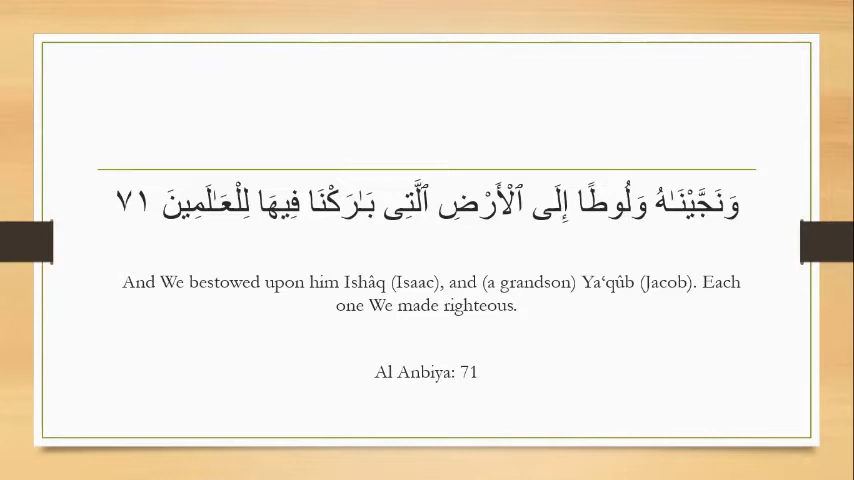 وَنَجَّيْنَـٰهُ وَلُوطًا إِلَى ٱلْأَرْضِ ٱلَّتِى بَـٰرَكْنَا فِيهَا لِلْعَـٰلَمِينَ ٧١
And We bestowed upon him Ishâq (Isaac), and (a grandson) Ya‘qûb (Jacob). Each
one We made righteous.
Al Anbiya: 71